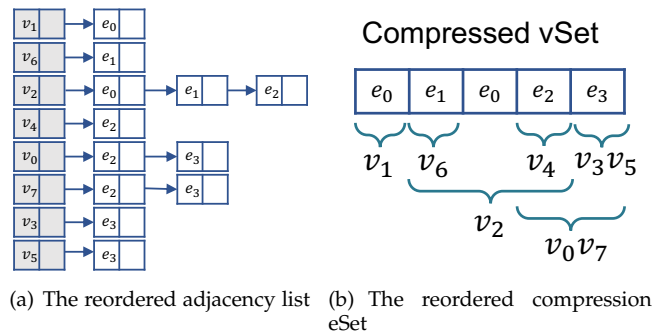 v₁ e₀
v₆ e₁
v₂ e₀ e₁ e₂
v₄ e₂
v₀ e₂ e₃
v₇ e₂ e₃
v₃ e₃
v₅ e₃
(a) The reordered adjacency list
Compressed vSet
e₀ e₁ e₀ e₂ e₃
v₁ v₆ v₄ v₃v₅
v₂
v₀v₇
(b) The reordered compression
eSet